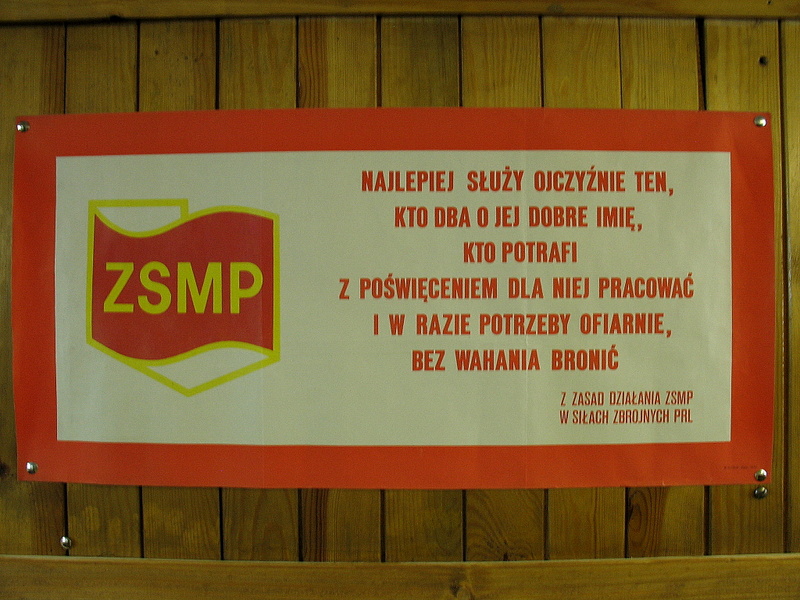 ZSMP
NAJLEPIEJ SŁUŻY OJCZYŹNIE TEN,
KTO DBA O JEJ DOBRE IMIĘ,
KTO POTRAFI
Z POŚWIĘCENIEM DLA NIEJ PRACOWAĆ
I W RAZIE POTRZEBY OFIARNIE,
BEZ WAHANIA BRONIĆ
Z ZASAD DZIAŁANIA ZSMP
W SIŁACH ZBROJNYCH PRL